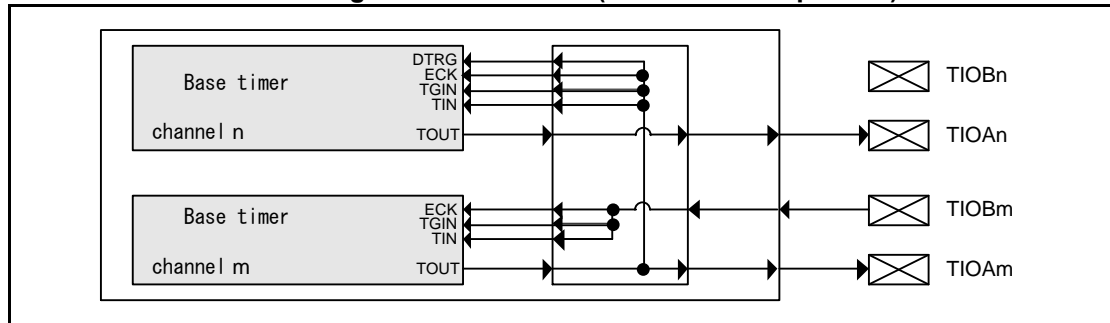 DTRG
ECK
TGIN
TIN
Base timer
channel n
TOUT
TIOBn
TIOAn
ECK
TGIN
TIN
Base timer
channel m
TOUT
TIOBm
TIOAm